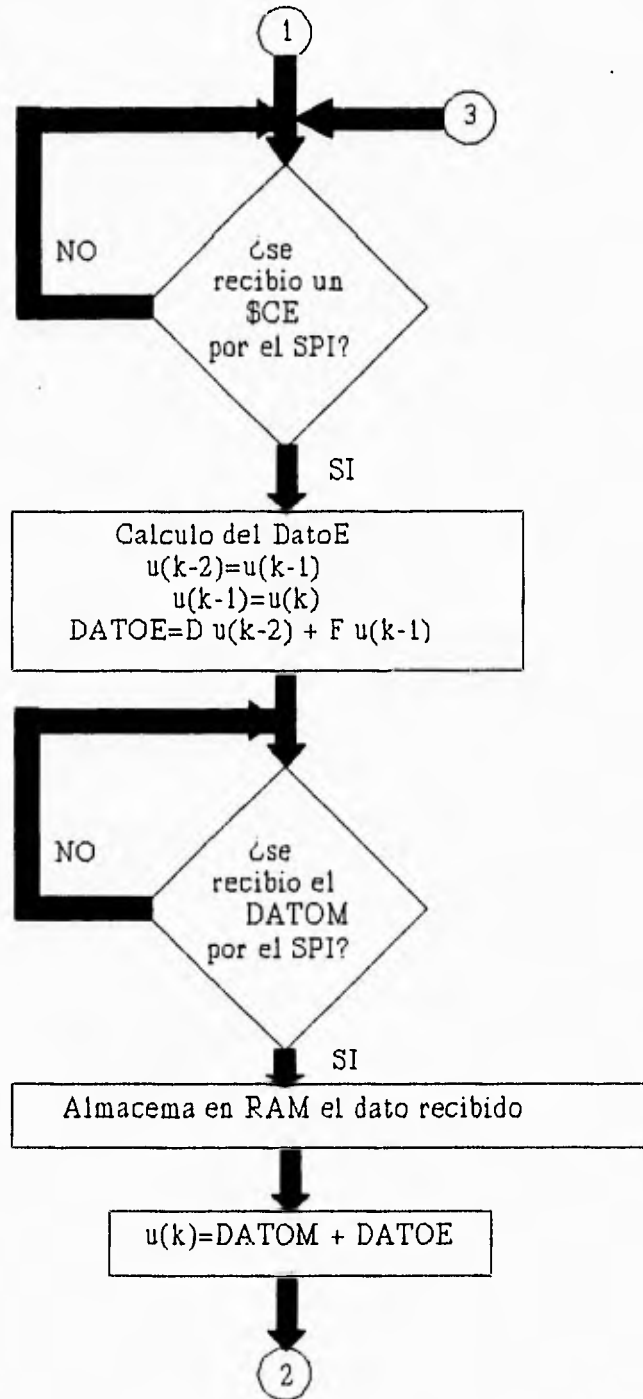 1
3
NO
¿se
recibio un
$CE
por el SPI?
SI
Calculo del DatoE
u(k-2)=u(k-1)
u(k-1)=u(k)
DATOE=D u(k-2) + F u(k-1)
NO
¿se
recibio el
DATOM
por el SPI?
SI
Almacema en RAM el dato recibido
u(k)=DATOM + DATOE
2